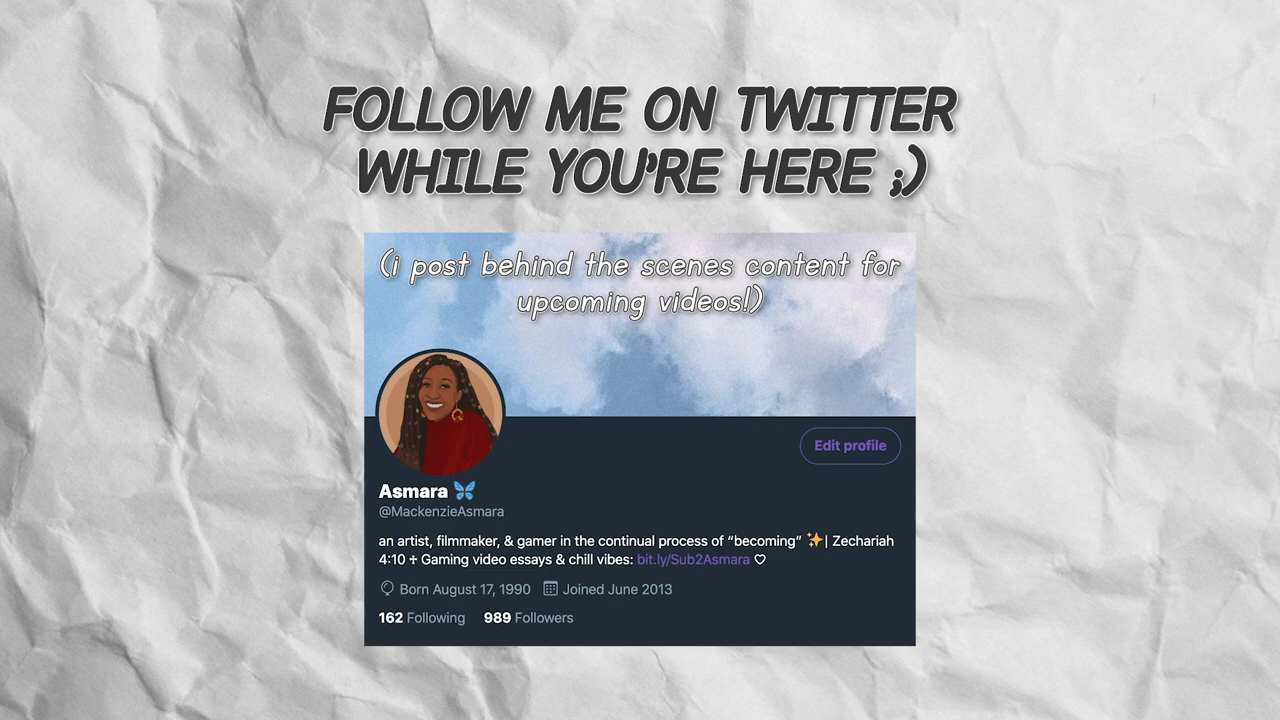 FOLLOW ME ON TWITTER
WHILE YOU'RE HERE ;)
(i post behind the scenes content for
upcoming videos!)
Edit profile
Asmara 🦋
@MackenzieAsmara
an artist, filmmaker, & gamer in the continual process of “becoming” ✨| Zechariah
4:10 ♱ Gaming video essays & chill vibes: bit.ly/Sub2Asmara ♡
Born August 17, 1990 Joined June 2013
162 Following 989 Followers